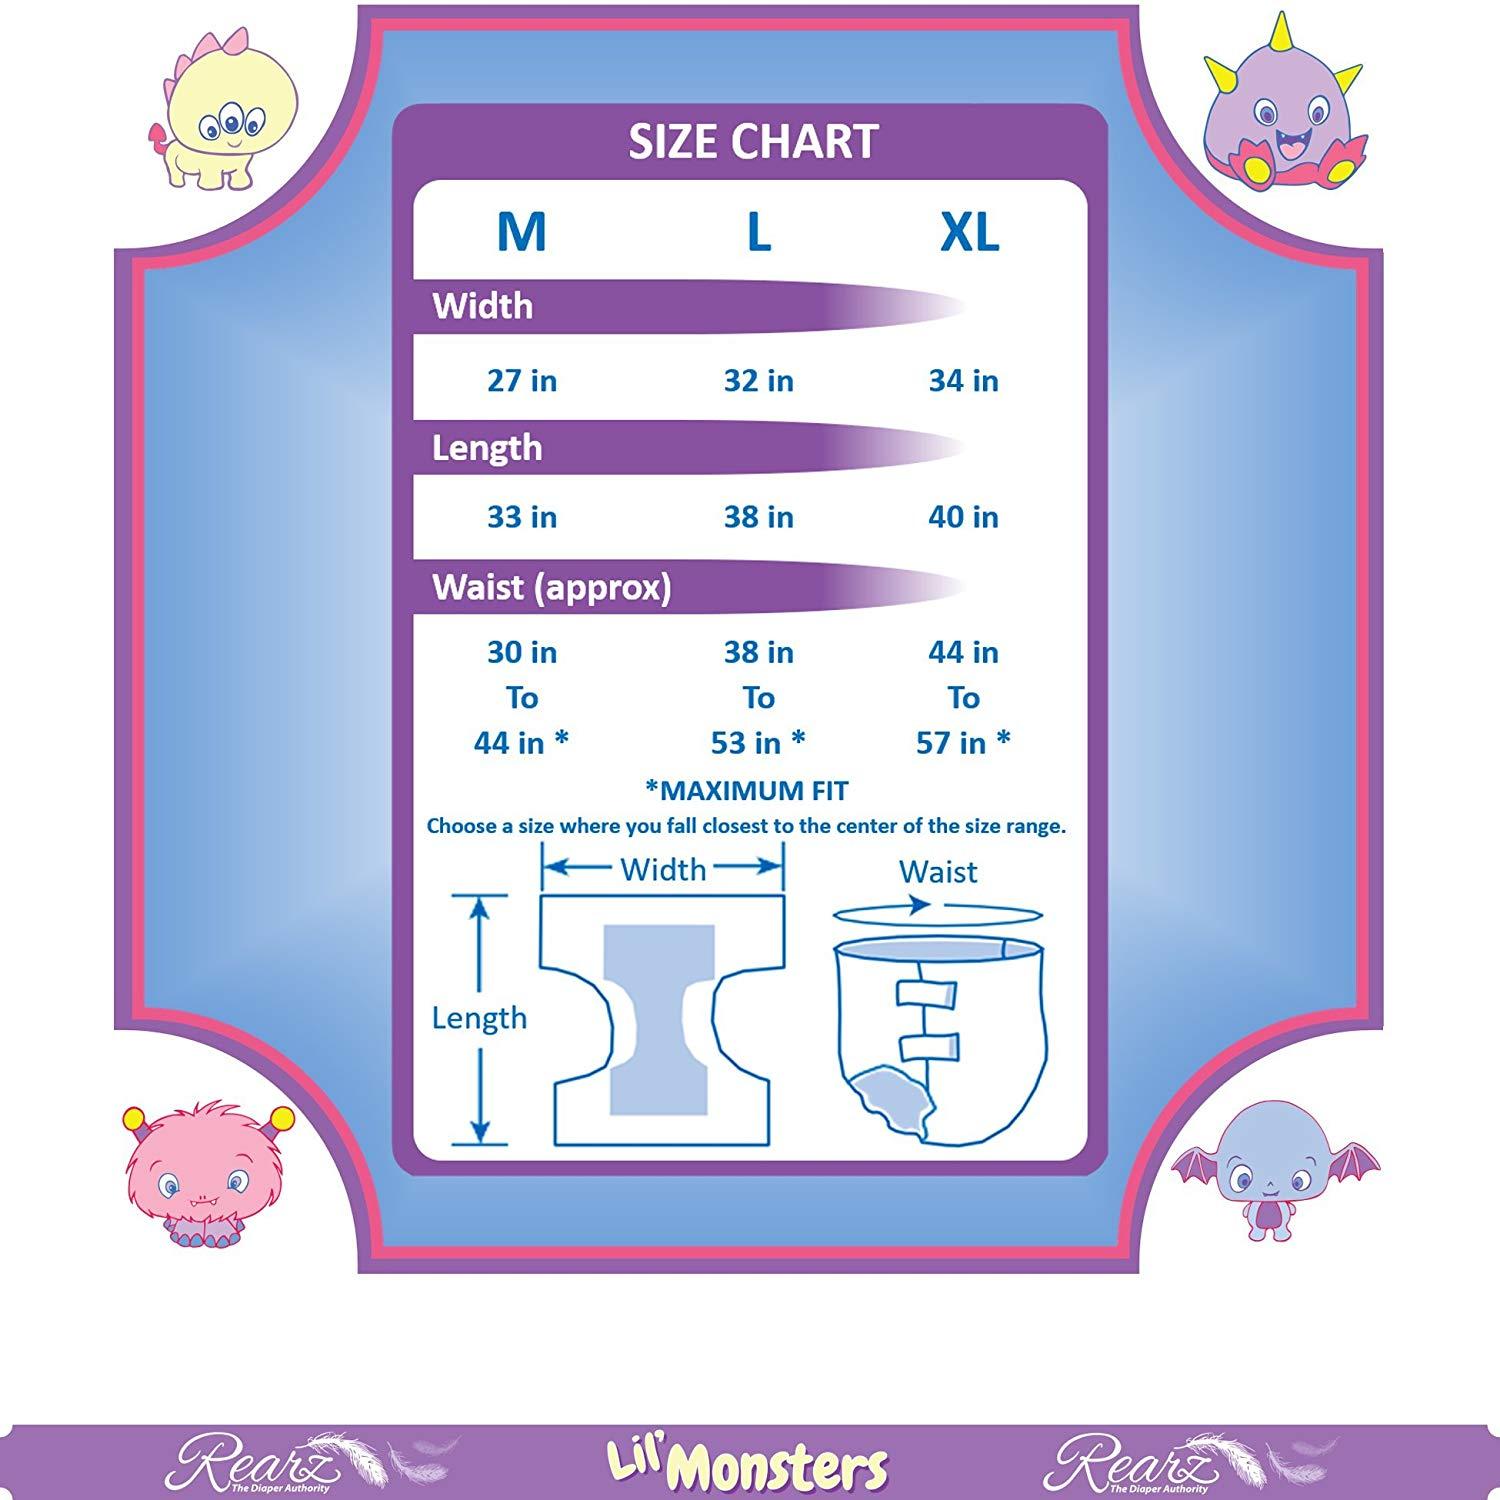 SIZE CHART
M L XL
Width
27 in 32 in 34 in
Length
33 in 38 in 40 in
Waist (approx)
30 in 38 in 44 in
To To To
44 in * 53 in * 57 in *
*MAXIMUM FIT
Choose a size where you fall closest to the center of the size range.
Width
Waist
Length
Rearz
The Diaper Authority
Lil' Monsters
Rearz
The Diaper Authority